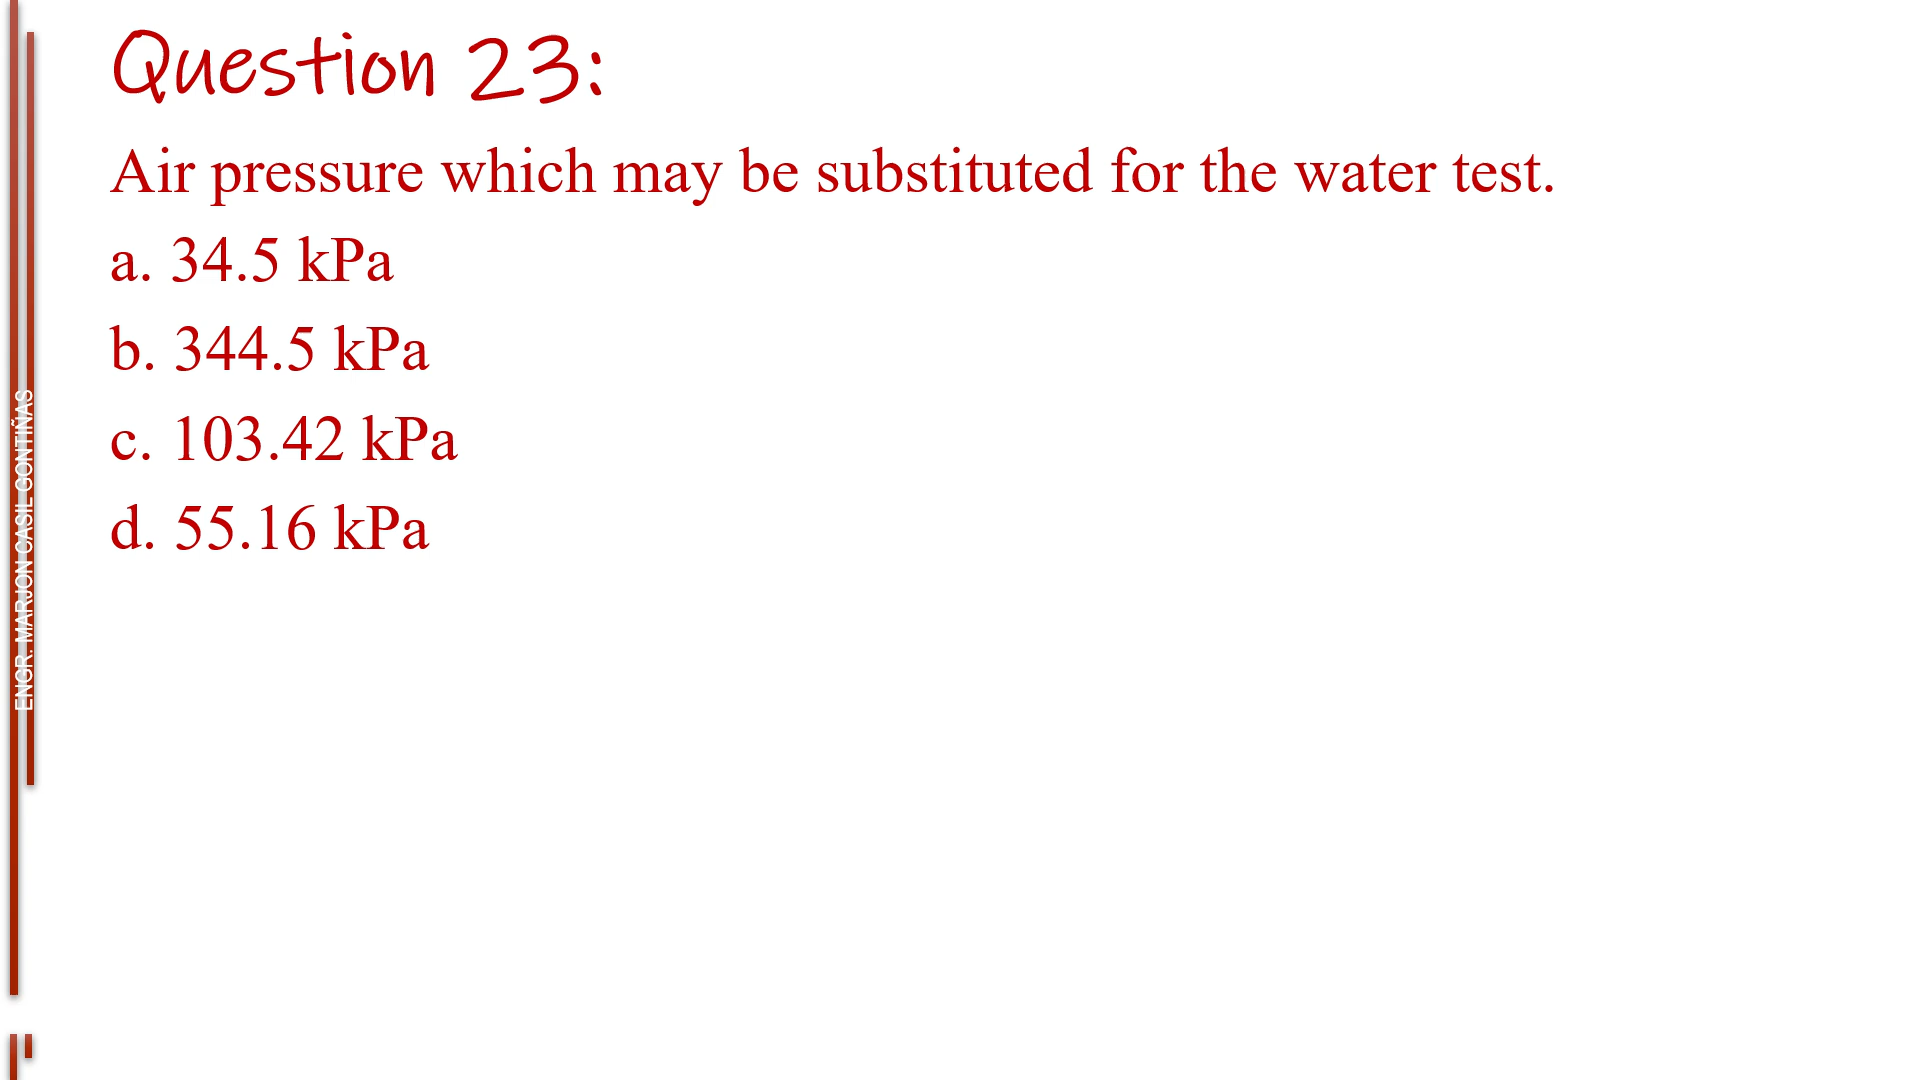 Question 23:
Air pressure which may be substituted for the water test.
a. 34.5 kPa
b. 344.5 kPa
c. 103.42 kPa
d. 55.16 kPa
ENGR. MARJON CASIL GONTIÑAS